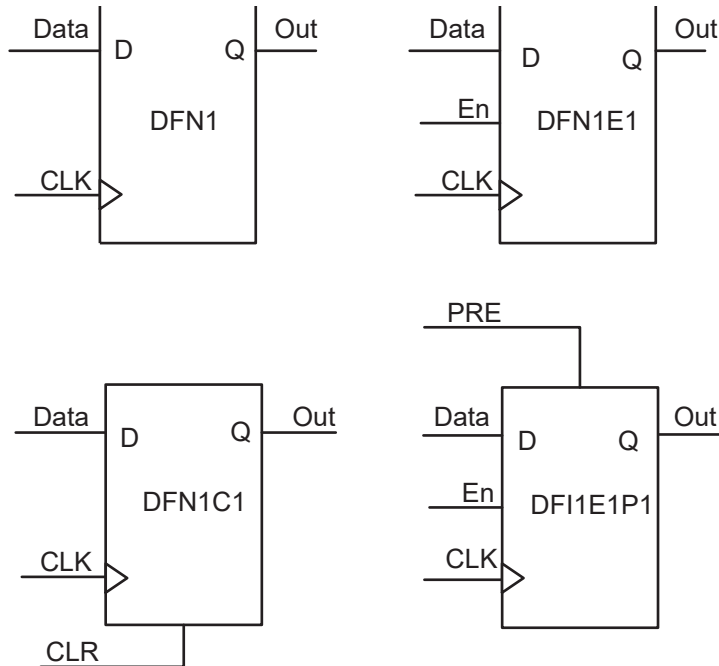 Data
D
Q
Out
DFN1
CLK
Data
D
Q
Out
En
DFN1E1
CLK
Data
D
Q
Out
DFN1C1
CLK
CLR
PRE
Data
D
Q
Out
En
DFI1E1P1
CLK